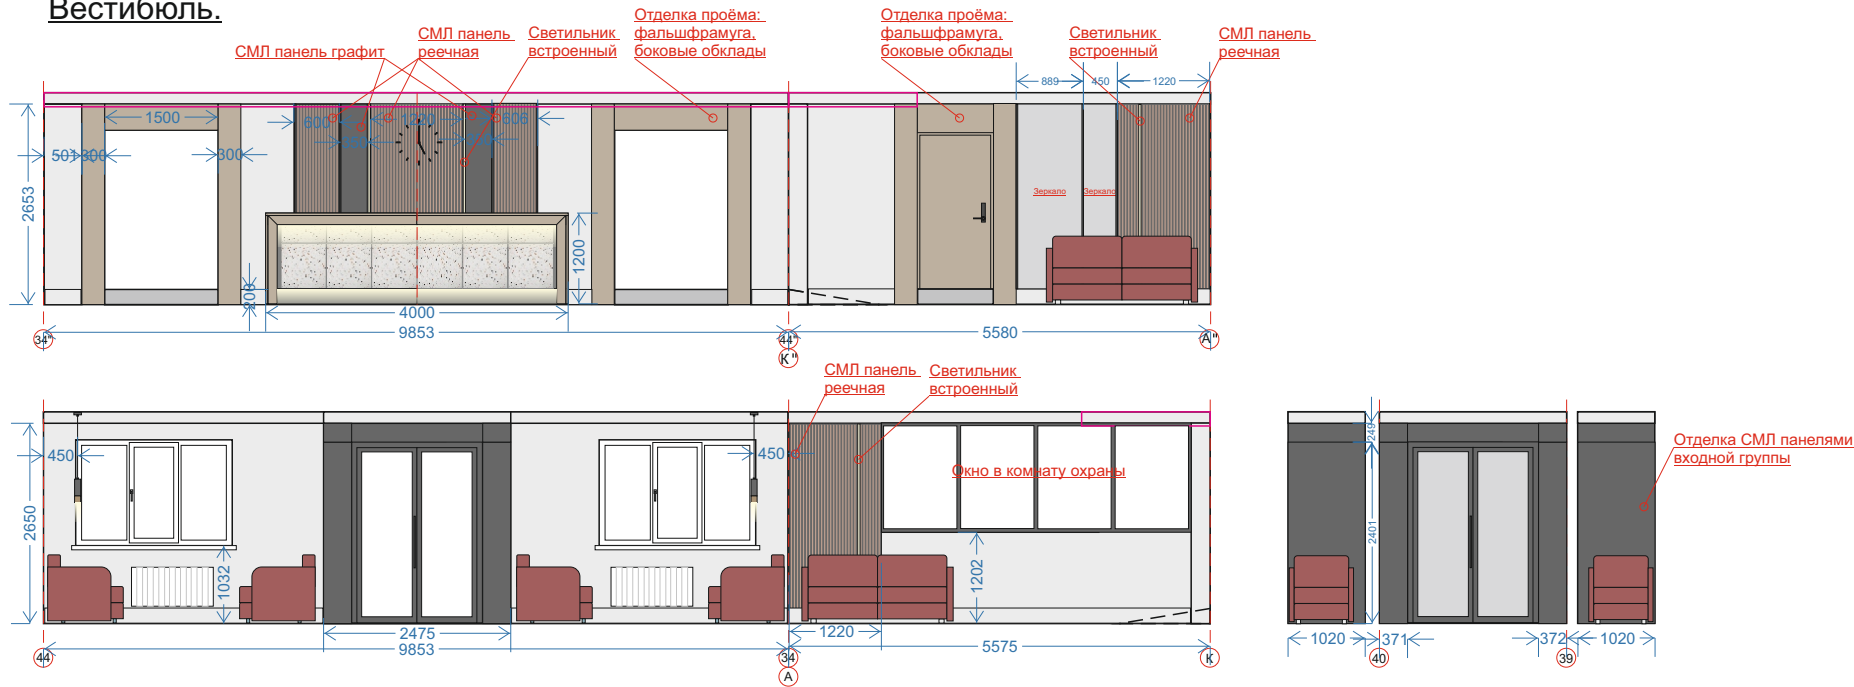 Вестибюль.
СМЛ панель графит
СМЛ панель
реечная
Светильник
встроенный
Отделка проёма:
фальшфрамуга,
боковые обклады
Отделка проёма:
фальшфрамуга,
боковые обклады
Светильник
встроенный
СМЛ панель
реечная
889
450
1220
1500
600
1220
606
501
300
300
2653
Зеркало
Зеркало
1200
200
4000
9853
5580
34"
44"
К"
А"
СМЛ панель
реечная
Светильник
встроенный
450
450
Окно в комнату охраны
249
Отделка СМЛ панелями
входной группы
2650
2401
1032
1202
2475
1220
9853
5575
1020
371
372
1020
44
34
А
К
40
39